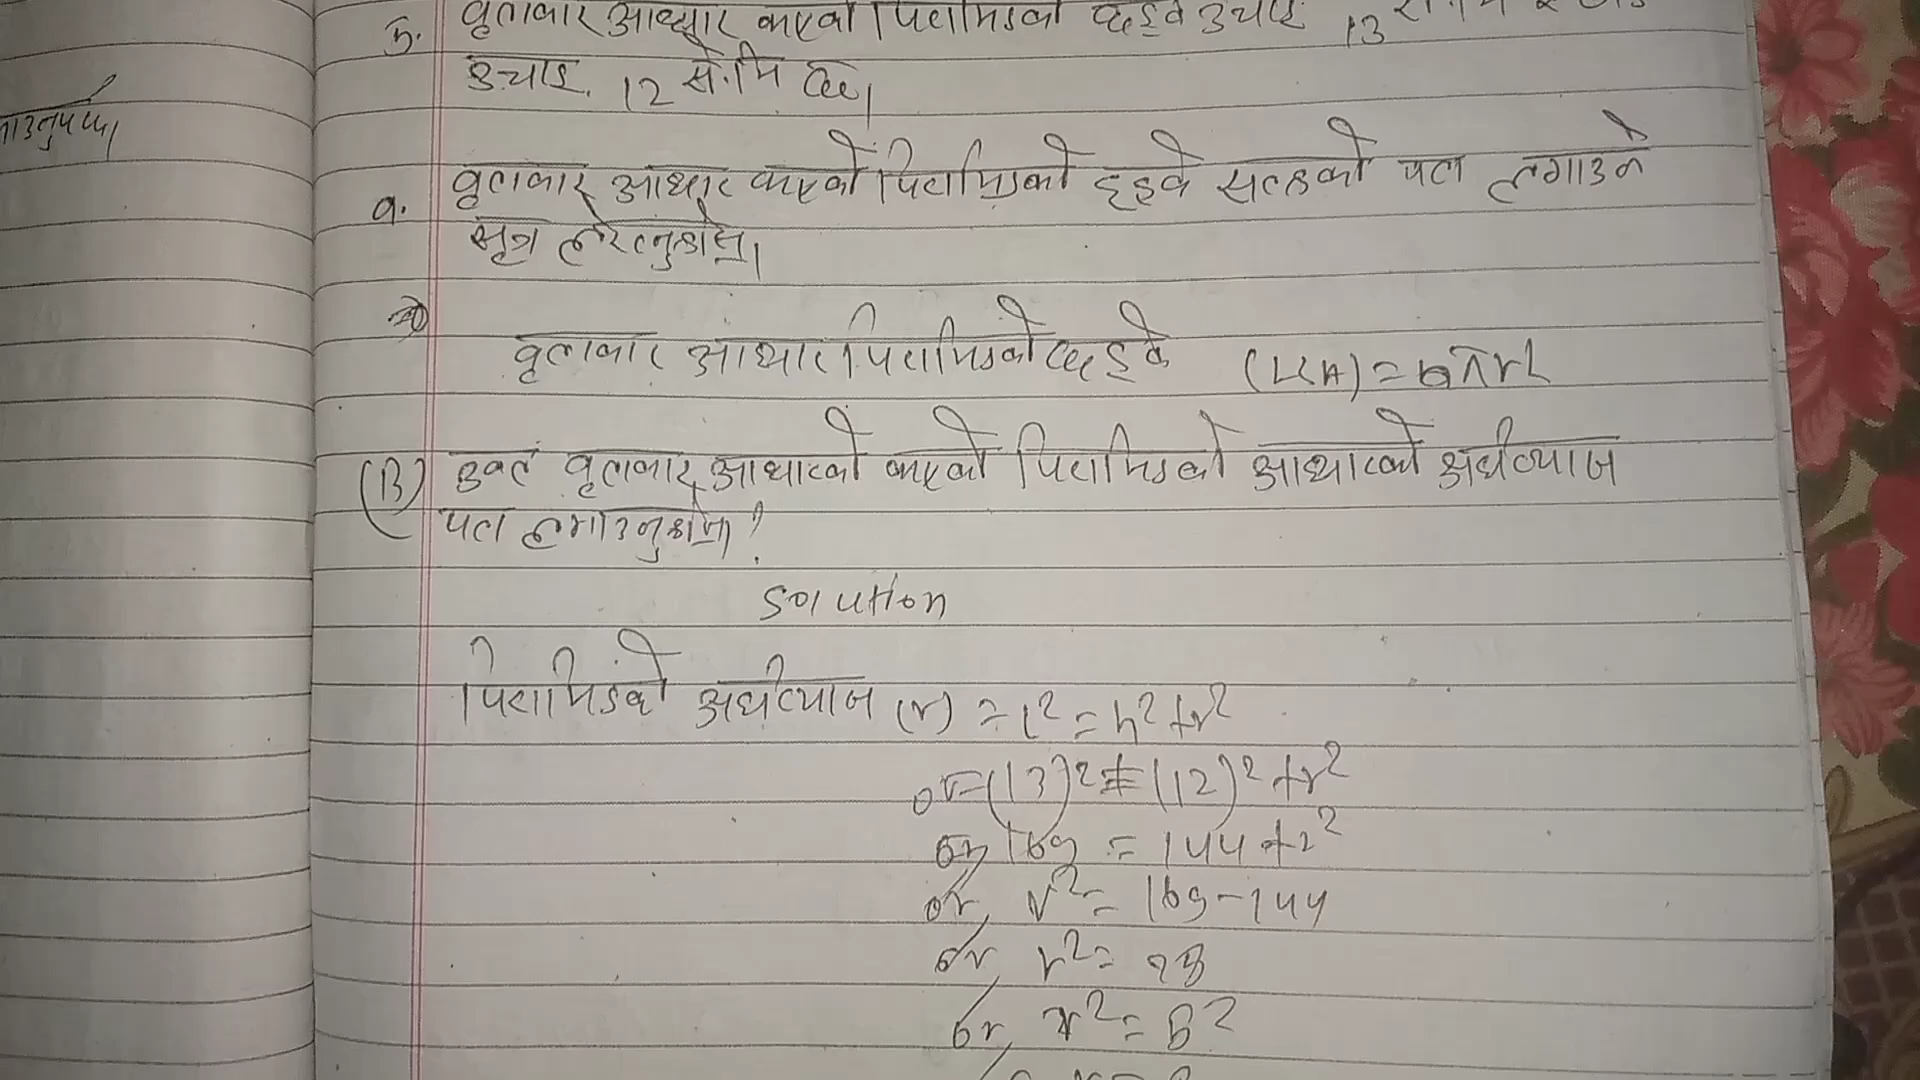 वृताकार आधार भएको पिरामिडको छड्के उचाइ 13 से.मि र
उचाइ 12 से.मि छ।
a. वृताकार आधार भएको पिरामिडको छड्के सतहको पत्ता लगाउने
सूत्र लेख्नुहोस्।
वृताकार आधार पिरामिडको छड्के (LCA) = πrl
(B) उक्त वृताकार आधारको भएको पिरामिडको आधारको अर्धव्यास
पत्ता लगाउनुहोस्?
Solution
पिरामिडको अर्धव्यास (r) = l² = h² + r²
or (13)² = (12)² + r²
or, 169 = 144 + r²
or, r² = 169 - 144
or, r² = 25
or, r² = 5²